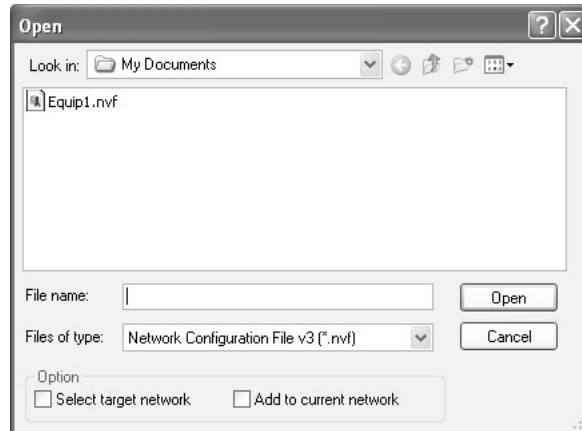 Open
Look in: My Documents
Equip1.nvf
File name: Open
Files of type: Network Configuration File v3 (*.nvf) Cancel
Option
Select target network Add to current network